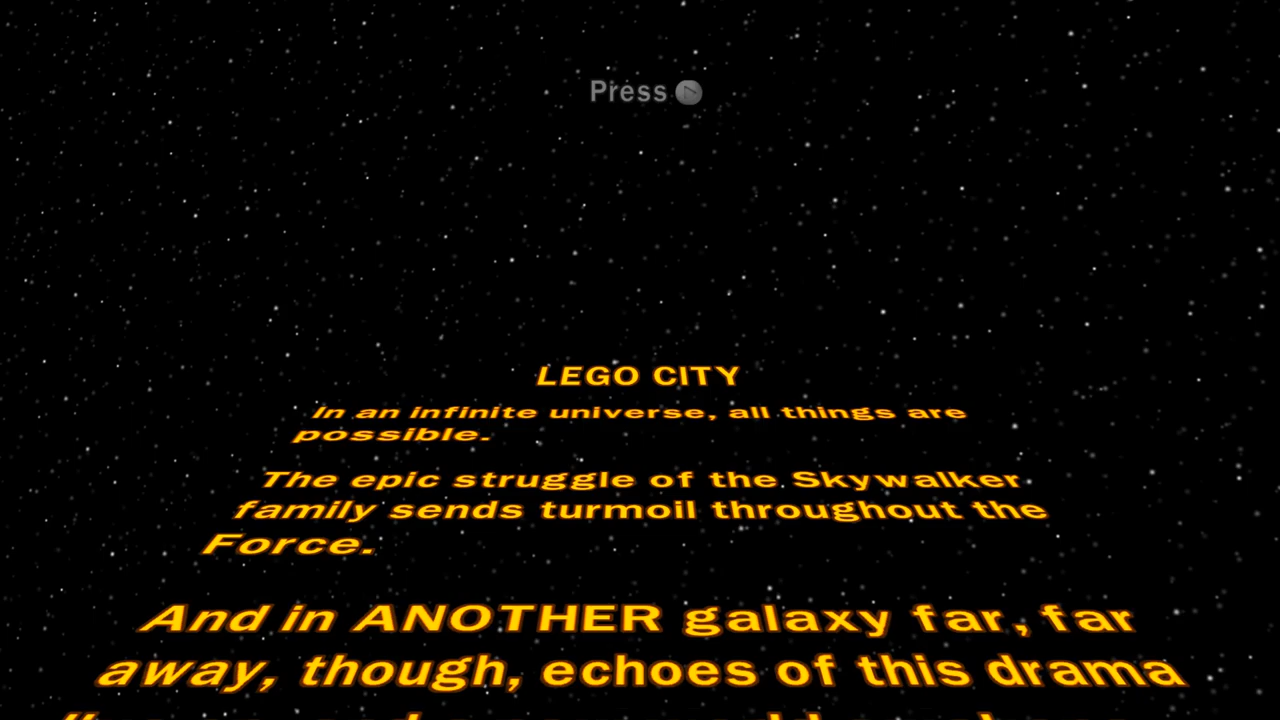 Press
LEGO CITY
In an infinite universe, all things are
possible.
The epic struggle of the Skywalker
family sends turmoil throughout the
Force.
And in ANOTHER galaxy far, far
away, though, echoes of this drama